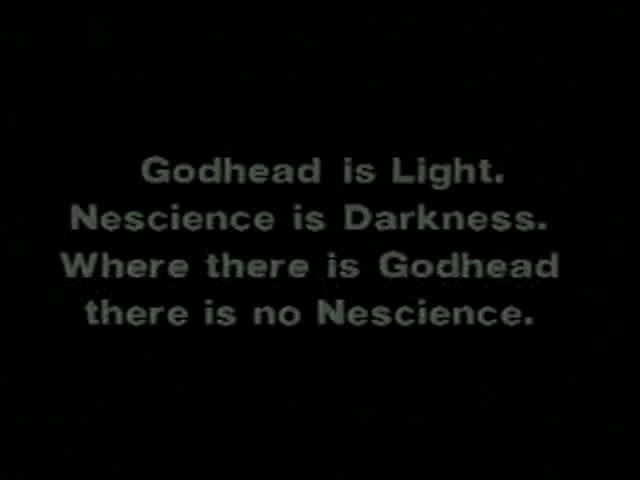 Godhead is Light.
Nescience is Darkness.
Where there is Godhead
there is no Nescience.